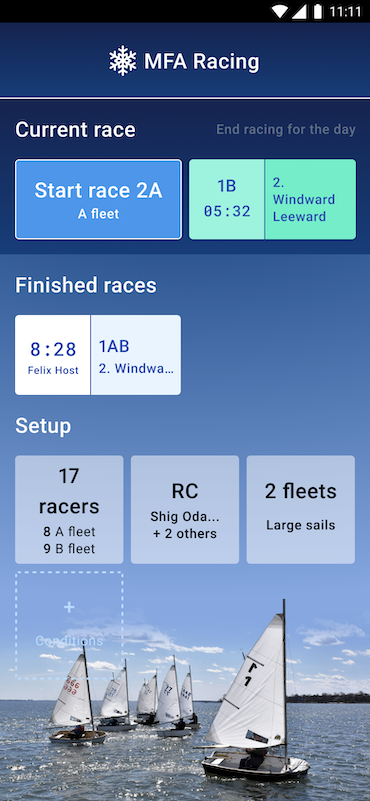 11:11
MFA Racing
Current race
End racing for the day
Start race 2A
A fleet
1B
05:32
2.
Windward
Leeward
Finished races
8:28
Felix Host
1AB
2. Windwa...
Setup
17
racers
8 A fleet
9 B fleet
RC
Shig Oda...
+ 2 others
2 fleets
Large sails
+
Conditions
1
1